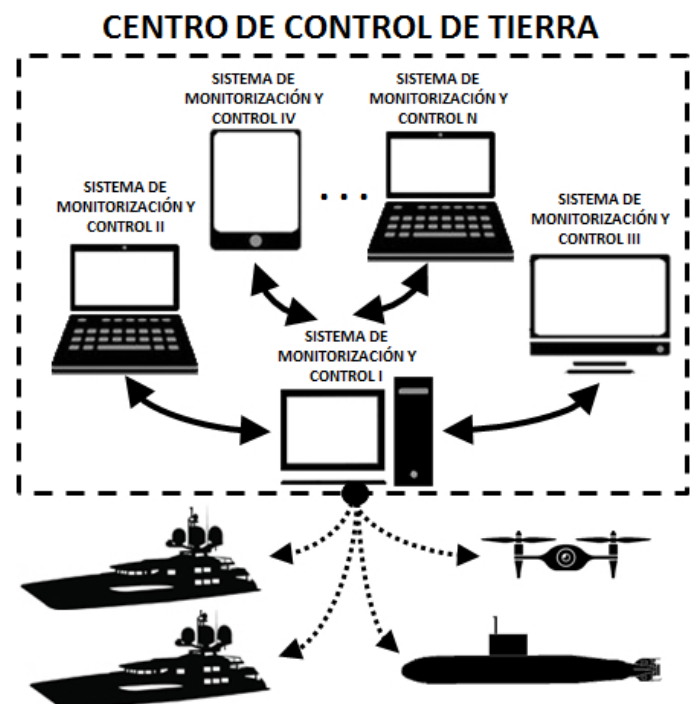 CENTRO DE CONTROL DE TIERRA
SISTEMA DE
MONITORIZACIÓN Y
CONTROL IV
SISTEMA DE
MONITORIZACIÓN Y
CONTROL N
. . .
SISTEMA DE
MONITORIZACIÓN Y
CONTROL II
SISTEMA DE
MONITORIZACIÓN Y
CONTROL III
SISTEMA DE
MONITORIZACIÓN Y
CONTROL I